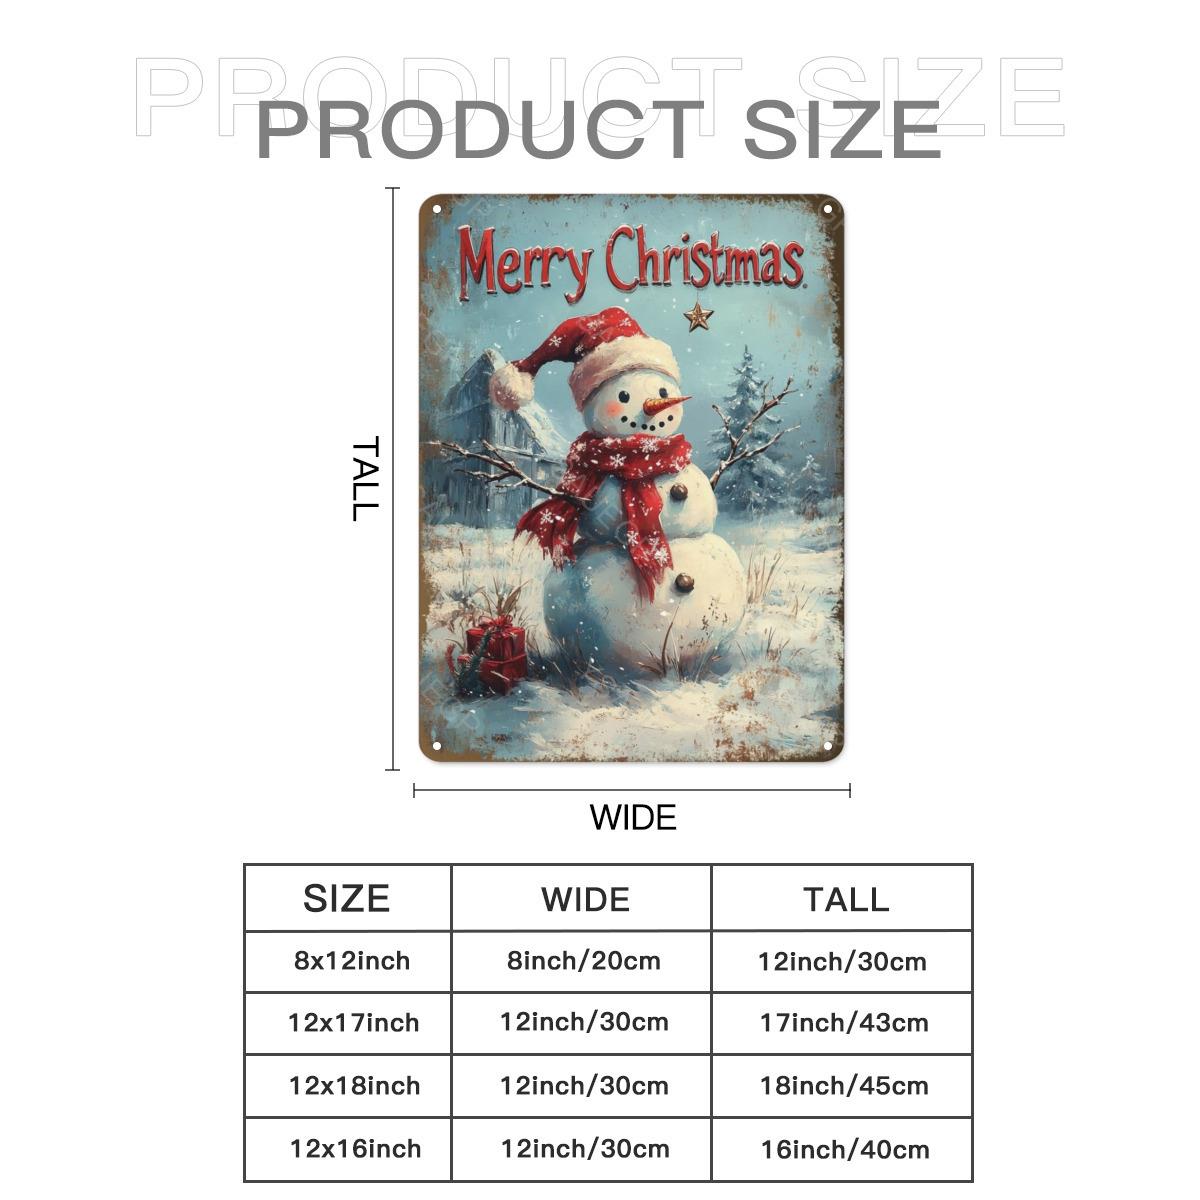 PRODUCT SIZE
PRODUCT SIZE
Merry Christmas
TALL
WIDE
SIZE WIDE TALL
8x12inch 8inch/20cm 12inch/30cm
12x17inch 12inch/30cm 17inch/43cm
12x18inch 12inch/30cm 18inch/45cm
12x16inch 12inch/30cm 16inch/40cm